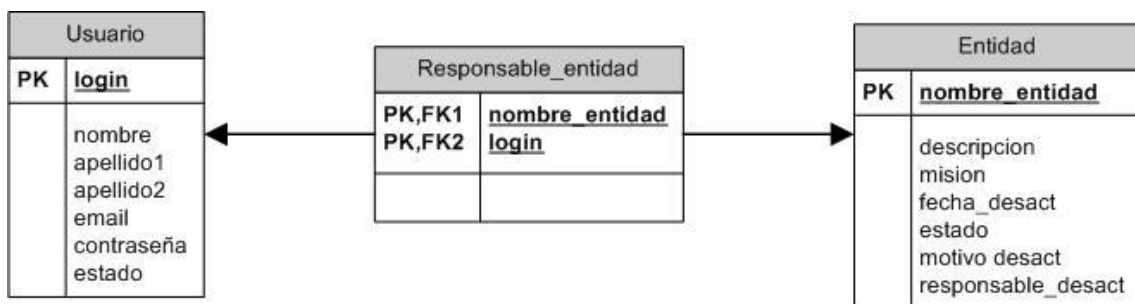 Usuario
PK login
nombre
apellido1
apellido2
email
contraseña
estado
Responsable_entidad
PK,FK1 nombre_entidad
PK,FK2 login
Entidad
PK nombre_entidad
descripcion
mision
fecha_desact
estado
motivo desact
responsable_desact